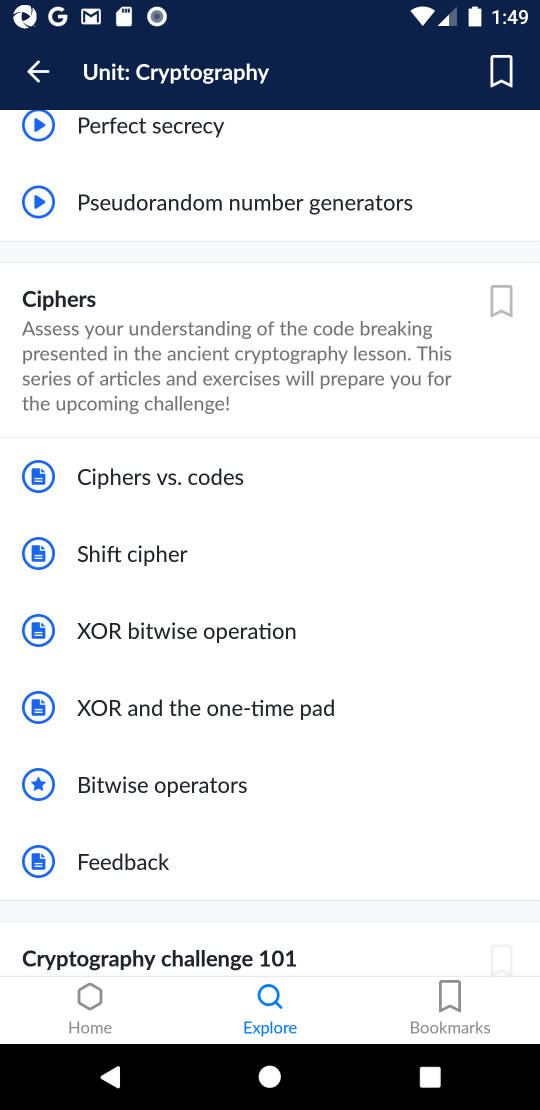 1:49
Unit: Cryptography
Perfect secrecy
Pseudorandom number generators
Ciphers
Assess your understanding of the code breaking
presented in the ancient cryptography lesson. This
series of articles and exercises will prepare you for
the upcoming challenge!
Ciphers vs. codes
Shift cipher
XOR bitwise operation
XOR and the one-time pad
Bitwise operators
Feedback
Cryptography challenge 101
Home
Explore
Bookmarks